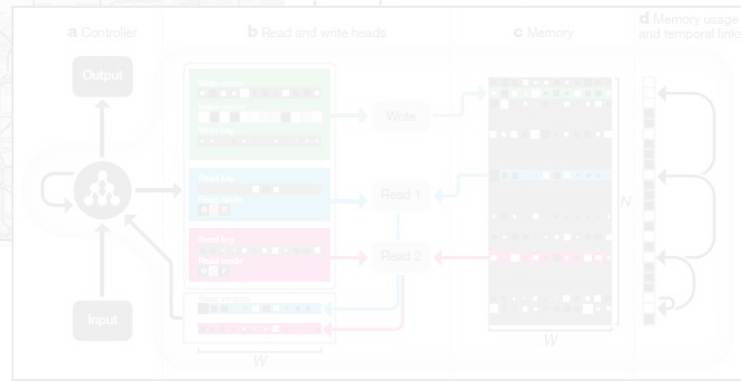 a Controller
b Read and write heads
c Memory
d Memory usage
and temporal links
Output
Write vector
Erase vector
Write key
Write
Read key
Read mode
B C F
Read 1
N
Read key
Read mode
B C F
Read 2
Input
Read vectors
W
W